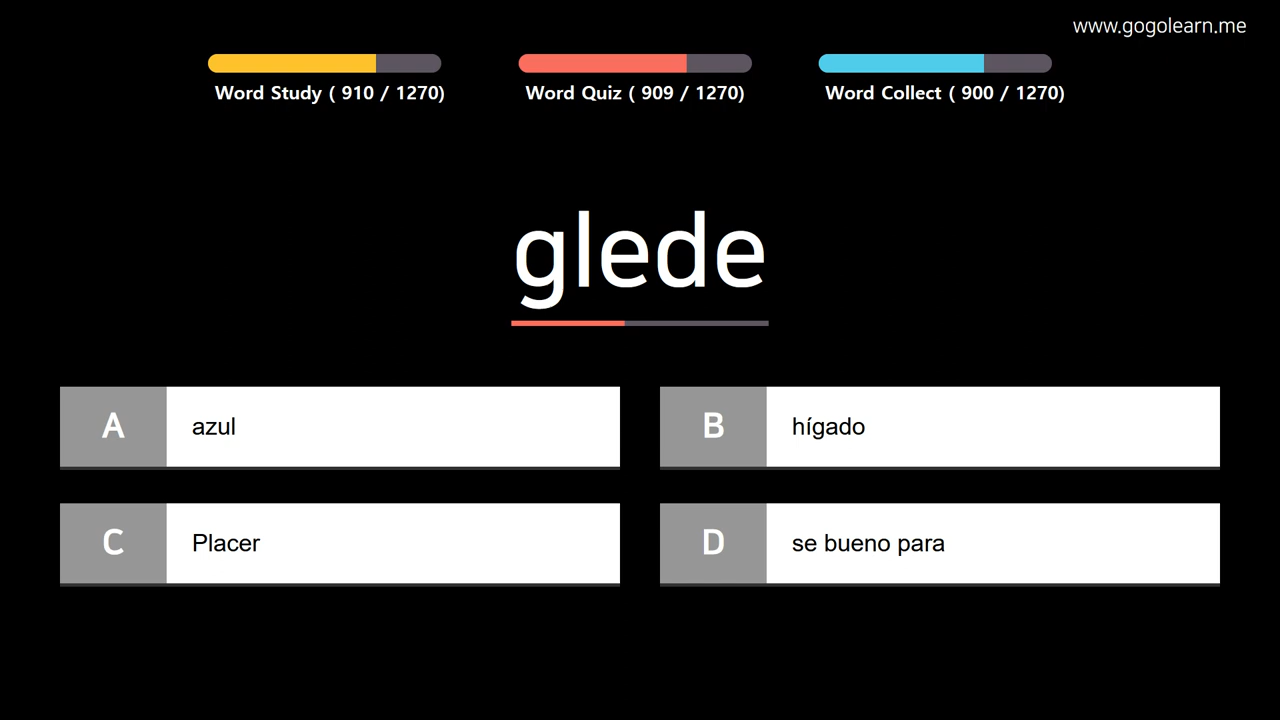 www.gogolearn.me
Word Study ( 910 / 1270)
Word Quiz ( 909 / 1270)
Word Collect ( 900 / 1270)
glede
A azul
B hígado
C Placer
D se bueno para